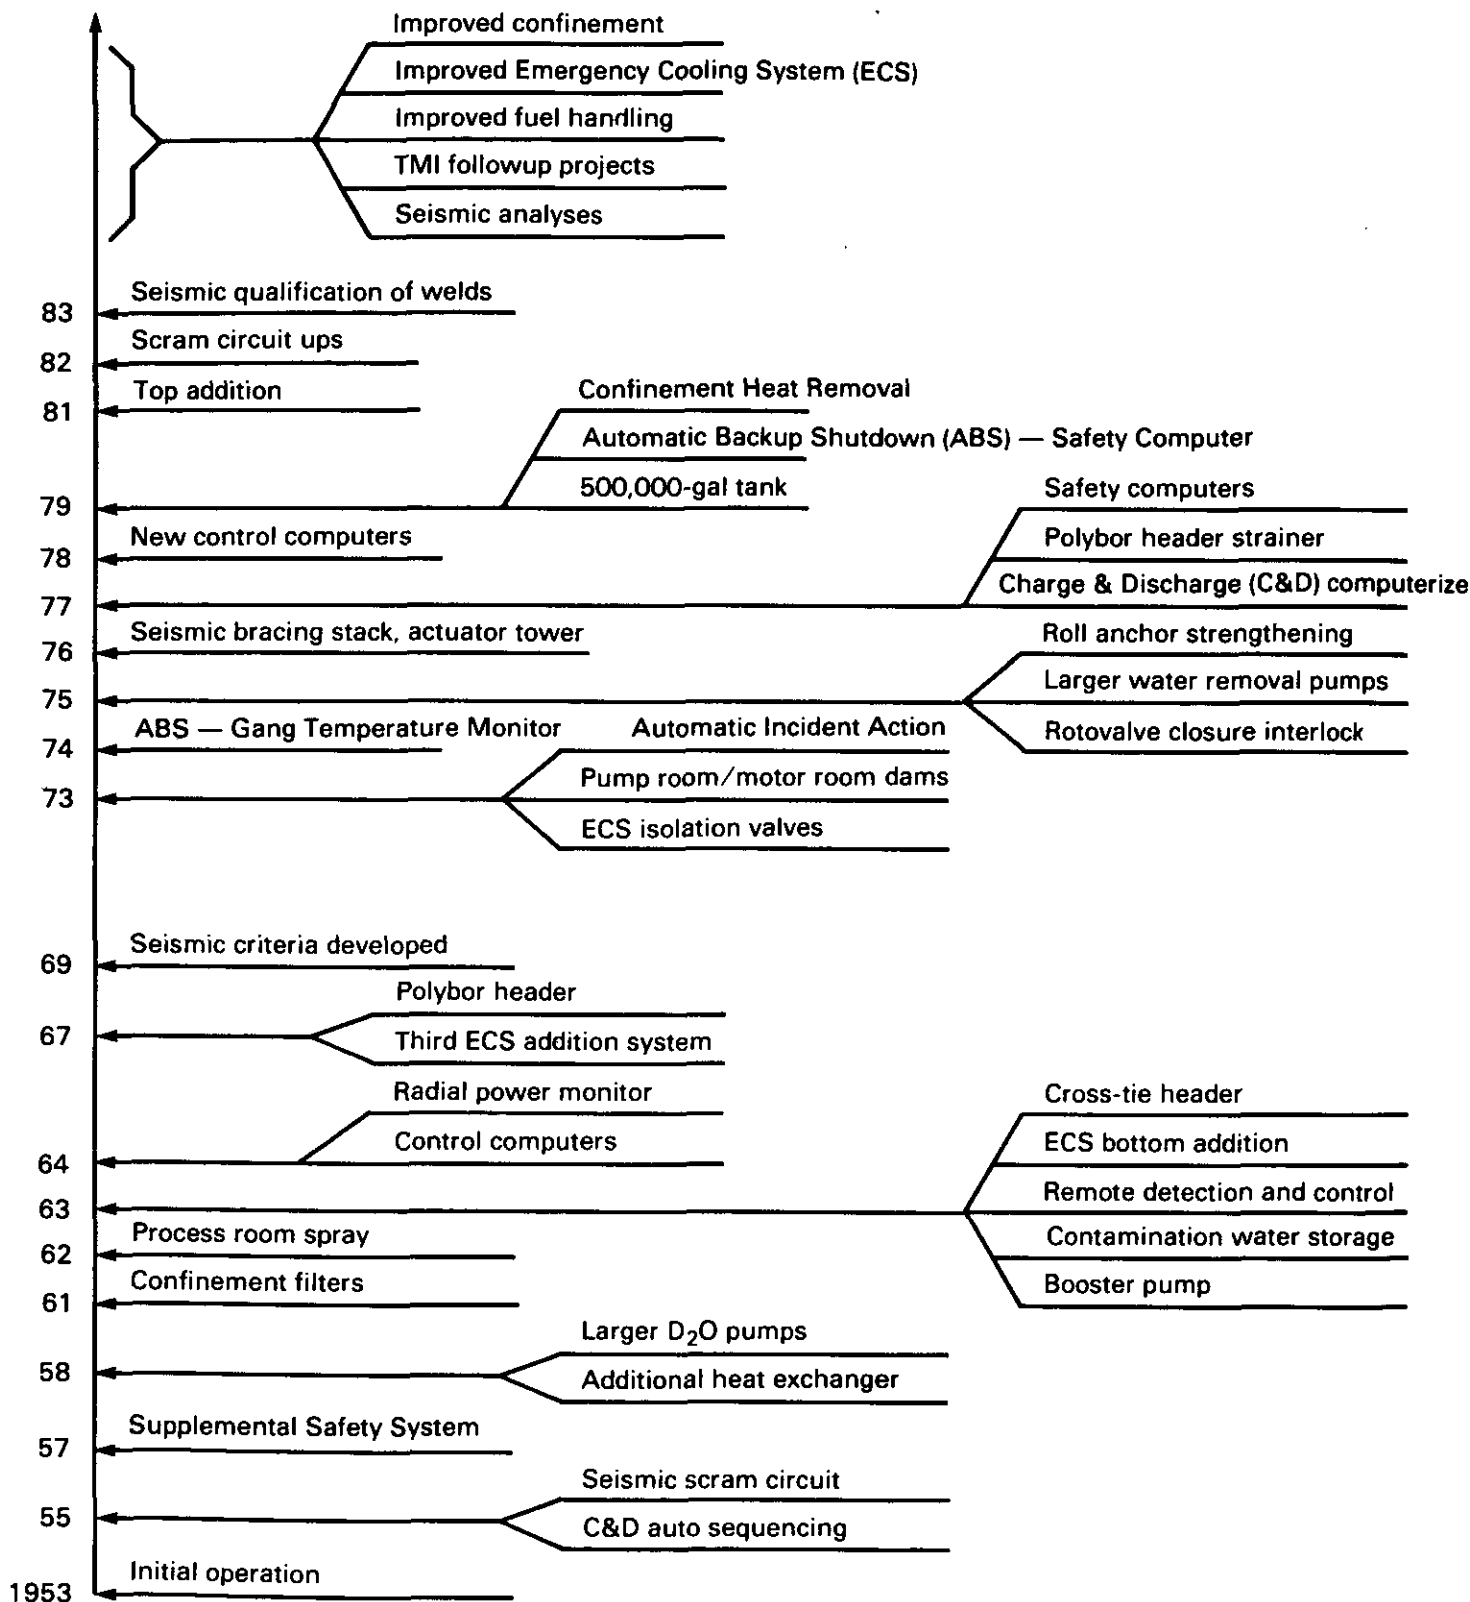 Improved confinement
Improved Emergency Cooling System (ECS)
Improved fuel handling
TMI followup projects
Seismic analyses
Seismic qualification of welds
83
Scram circuit ups
82
Top addition
81
Confinement Heat Removal
Automatic Backup Shutdown (ABS) — Safety Computer
500,000-gal tank
79
New control computers
78
Safety computers
Polybor header strainer
Charge & Discharge (C&D) computerize
77
Seismic bracing stack, actuator tower
76
Roll anchor strengthening
Larger water removal pumps
Rotovalve closure interlock
75
ABS — Gang Temperature Monitor
74
Automatic Incident Action
Pump room/motor room dams
ECS isolation valves
73
Seismic criteria developed
69
Polybor header
Third ECS addition system
67
Radial power monitor
Control computers
64
Cross-tie header
ECS bottom addition
Remote detection and control
Contamination water storage
Booster pump
63
Process room spray
62
Confinement filters
61
Larger D₂O pumps
Additional heat exchanger
58
Supplemental Safety System
57
Seismic scram circuit
C&D auto sequencing
55
Initial operation
1953